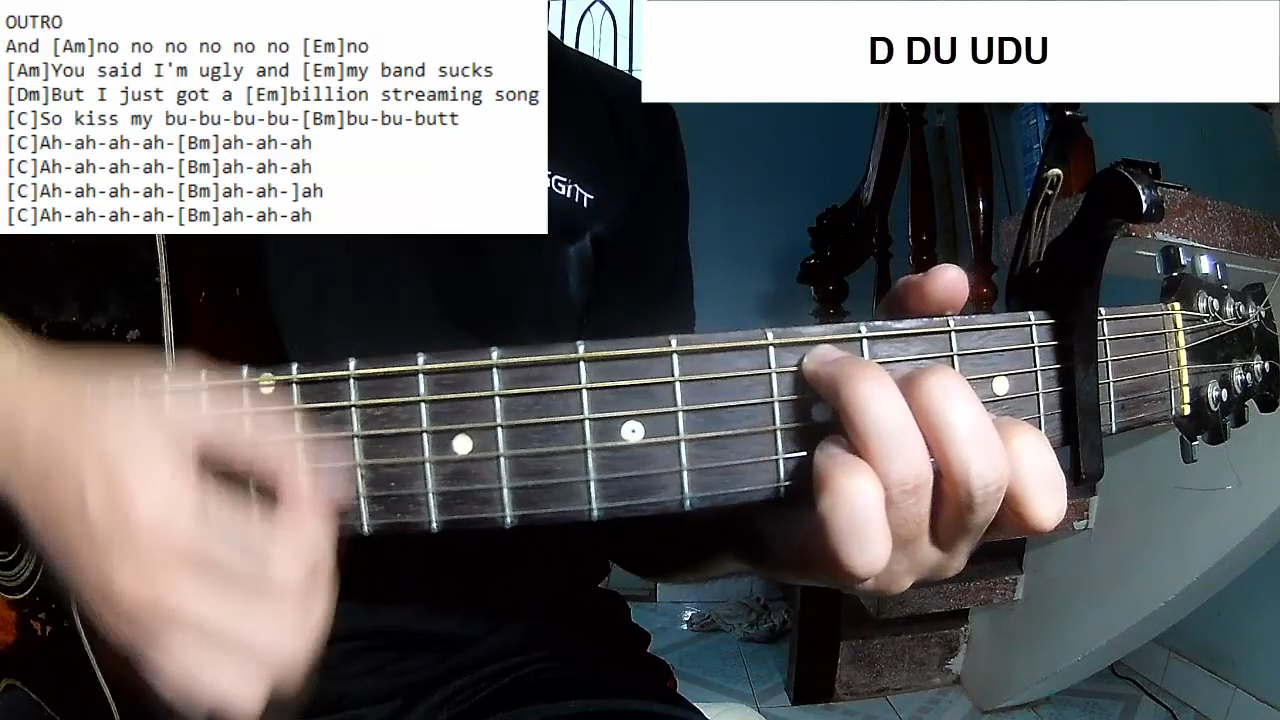 OUTRO
And [Am]no no no no no no [Em]no
[Am]You said I'm ugly and [Em]my band sucks
[Dm]But I just got a [Em]billion streaming song
[C]So kiss my bu-bu-bu-bu-[Bm]bu-bu-butt
[C]Ah-ah-ah-ah-[Bm]ah-ah-ah
[C]Ah-ah-ah-ah-[Bm]ah-ah-ah
[C]Ah-ah-ah-ah-[Bm]ah-ah-]ah
[C]Ah-ah-ah-ah-[Bm]ah-ah-ah
D DU UDU